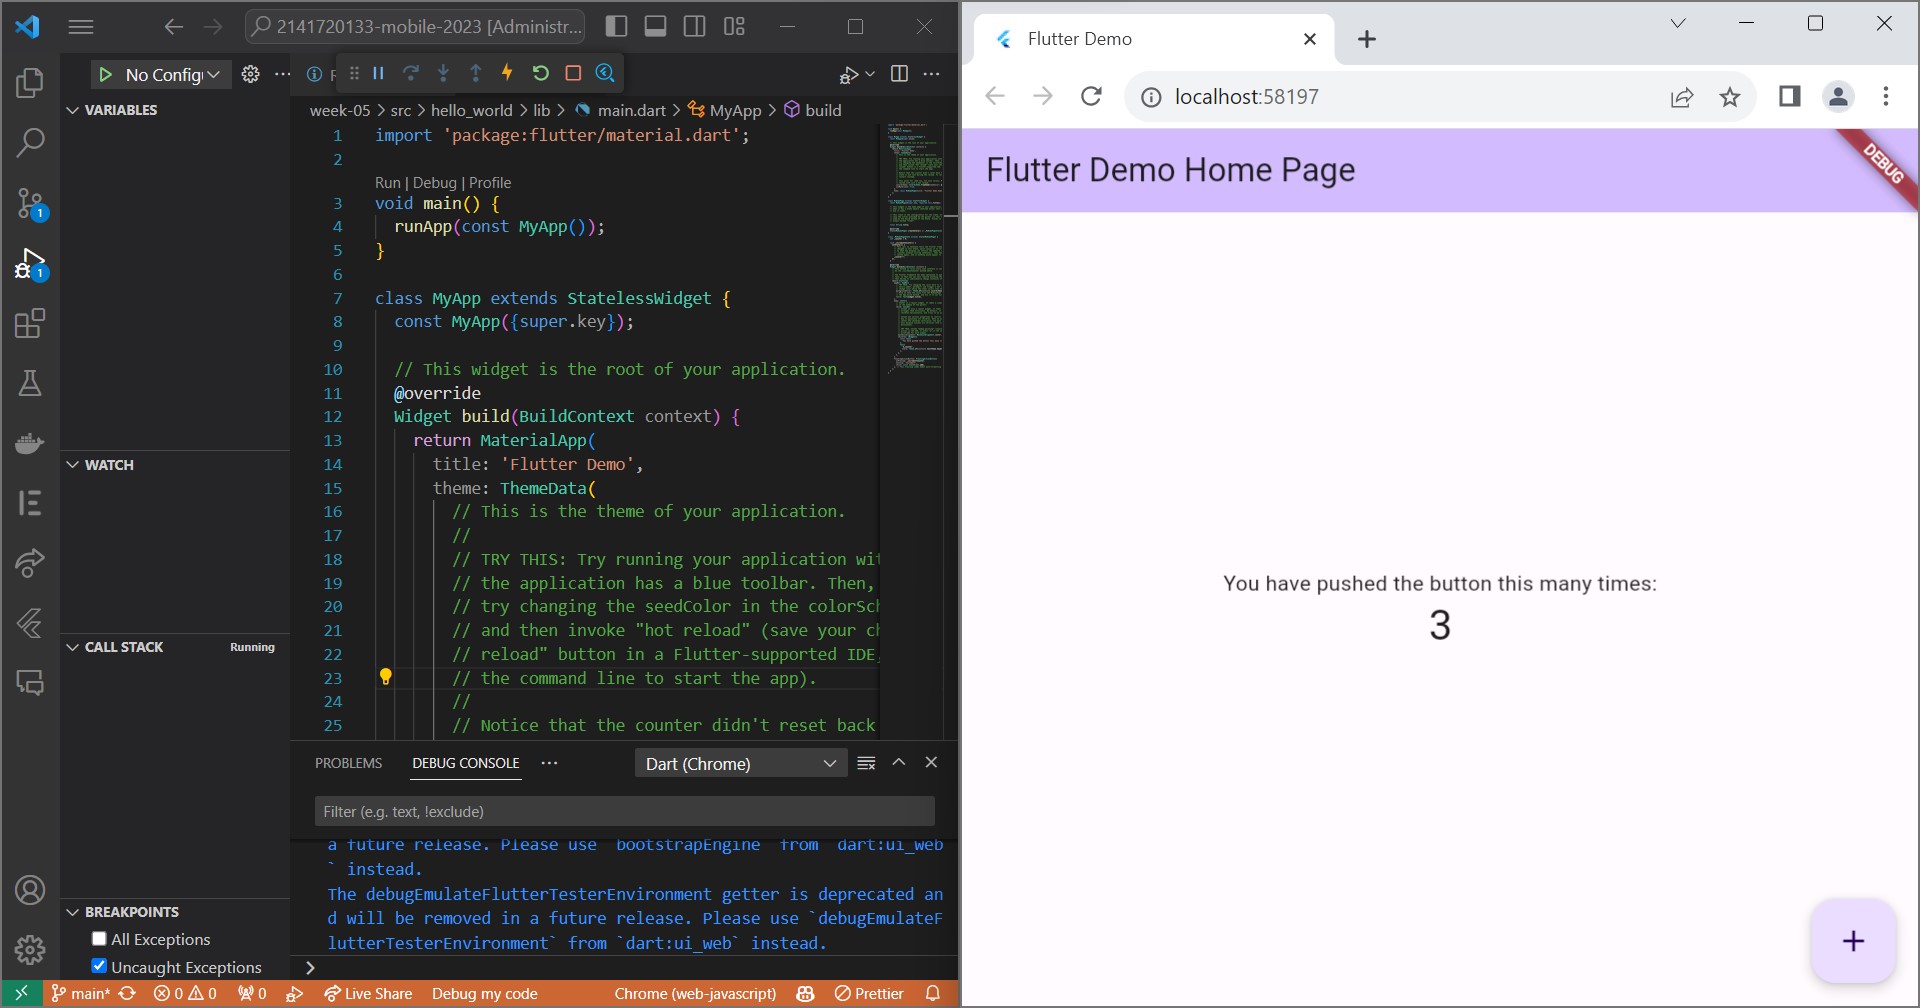 2141720133-mobile-2023 [Administr...
No Config
VARIABLES
WATCH
CALL STACK
Running
BREAKPOINTS
All Exceptions
Uncaught Exceptions
week-05 > src > hello_world > lib > main.dart > MyApp > build
1 import 'package:flutter/material.dart';
2
Run | Debug | Profile
3 void main() {
4 runApp(const MyApp());
5 }
6
7 class MyApp extends StatelessWidget {
8 const MyApp({super.key});
9
10 // This widget is the root of your application.
11 @override
12 Widget build(BuildContext context) {
13 return MaterialApp(
14 title: 'Flutter Demo',
15 theme: ThemeData(
16 // This is the theme of your application.
17 //
18 // TRY THIS: Try running your application wit
19 // the application has a blue toolbar. Then,
20 // try changing the seedColor in the colorSch
21 // and then invoke "hot reload" (save your ch
22 // reload" button in a Flutter-supported IDE,
23 // the command line to start the app).
24 //
25 // Notice that the counter didn't reset back
PROBLEMS
DEBUG CONSOLE
Dart (Chrome)
Filter (e.g. text, !exclude)
a future release. Please use `bootstrapEngine` from `dart:ui_web
` instead.
The debugEmulateFlutterTesterEnvironment getter is deprecated an
d will be removed in a future release. Please use `debugEmulateF
lutterTesterEnvironment` from `dart:ui_web` instead.
>
main* 0 0 0 Live Share Debug my code Chrome (web-javascript) Prettier
1
1
Flutter Demo
localhost:58197
Flutter Demo Home Page
DEBUG
You have pushed the button this many times:
3
+